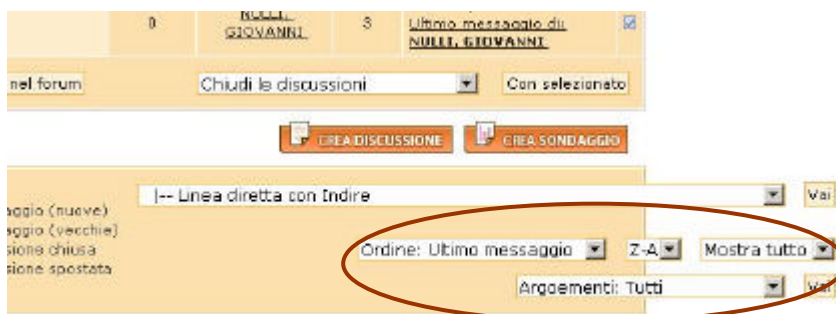 0 NULLI, GIOVANNI 3 Ultimo messaggio di: NULLI, GIOVANNI
nel forum Chiudi le discussioni Con selezionato
CREA DISCUSSIONE CREA SONDAGGIO
|-- Linea diretta con Indire Vai
aggio (nuove)
aggio (vecchie)
sione chiusa
Ordine: Ultimo messaggio Z-A Mostra tutto
sione spostata
Argoementi: Tutti Vai